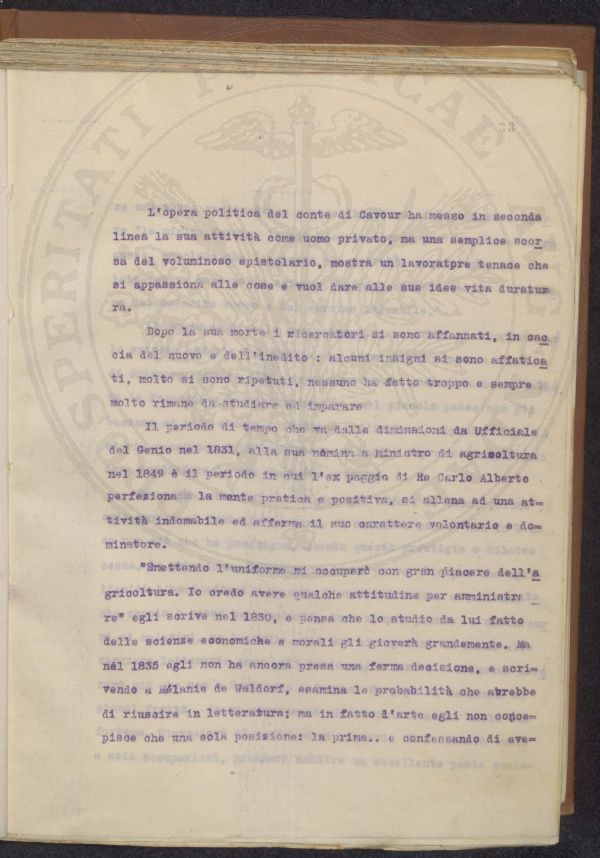 33
L'opera politica del conte di Cavour ha messo in seconda
linea la sua attività come uomo privato, ma una semplice scor
sa del voluminoso epistolario, mostra un lavoratpre tenace che
si appassiona alle cose e vuol dare alle sue idee vita duratur
ra.
Dopo la sua morte i ricercatori si sono affannati, in cac
cia del nuovo e dell'inedito : alcuni insigni si sono affatica
ti, molto si sono ripetuti, nessuno ha fatto troppo e sempre
molto rimane da studiare ed imparare
Il periodo di tempo che va dalle dimissioni da Ufficiale
del Genio nel 1831, alla sua nomina a Ministro di agricoltura
nel 1849 è il periodo in cui l'ex paggio di Re Carlo Alberto
perfeziona la mente pratica e positiva, si allena ad una at=
tività indomabile ed afferma il suo carattere volontario e do=
minatore.
"Smettendo l'uniforme mi occuperò con gran piacere dell'a
gricoltura. Io credo avere qualche attitudine per amministra
re" egli scrive nel 1830, e pensa che lo studio da lui fatto
delle scienze economiche e morali gli gioverà grandemente. Ma
nel 1835 egli non ha ancora presa una ferma decisione, e scri=
vendo a Mélanie de Waldorf, esamina le probabilità che avrebbe
di riuscire in letteratura; ma in fatto d'arte egli non conce=
pisce che una sola posizione: la prima.. e confessando di ave=
PROSPERITATI PUBLICAE